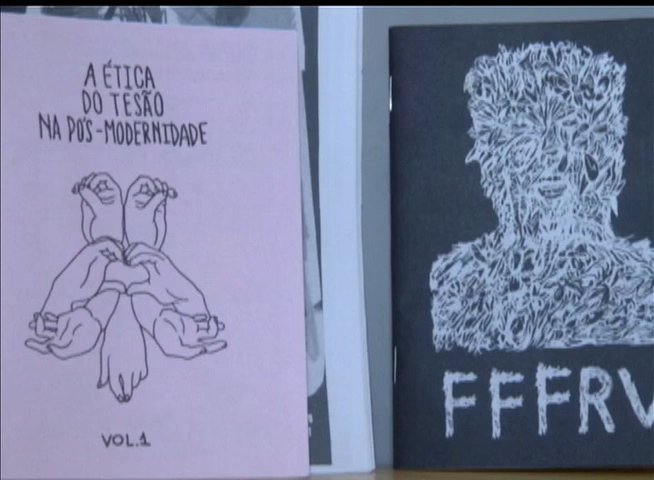 A ÉTICA
DO TESÃO
NA PÓS-MODERNIDADE
VOL.1
FFFRV